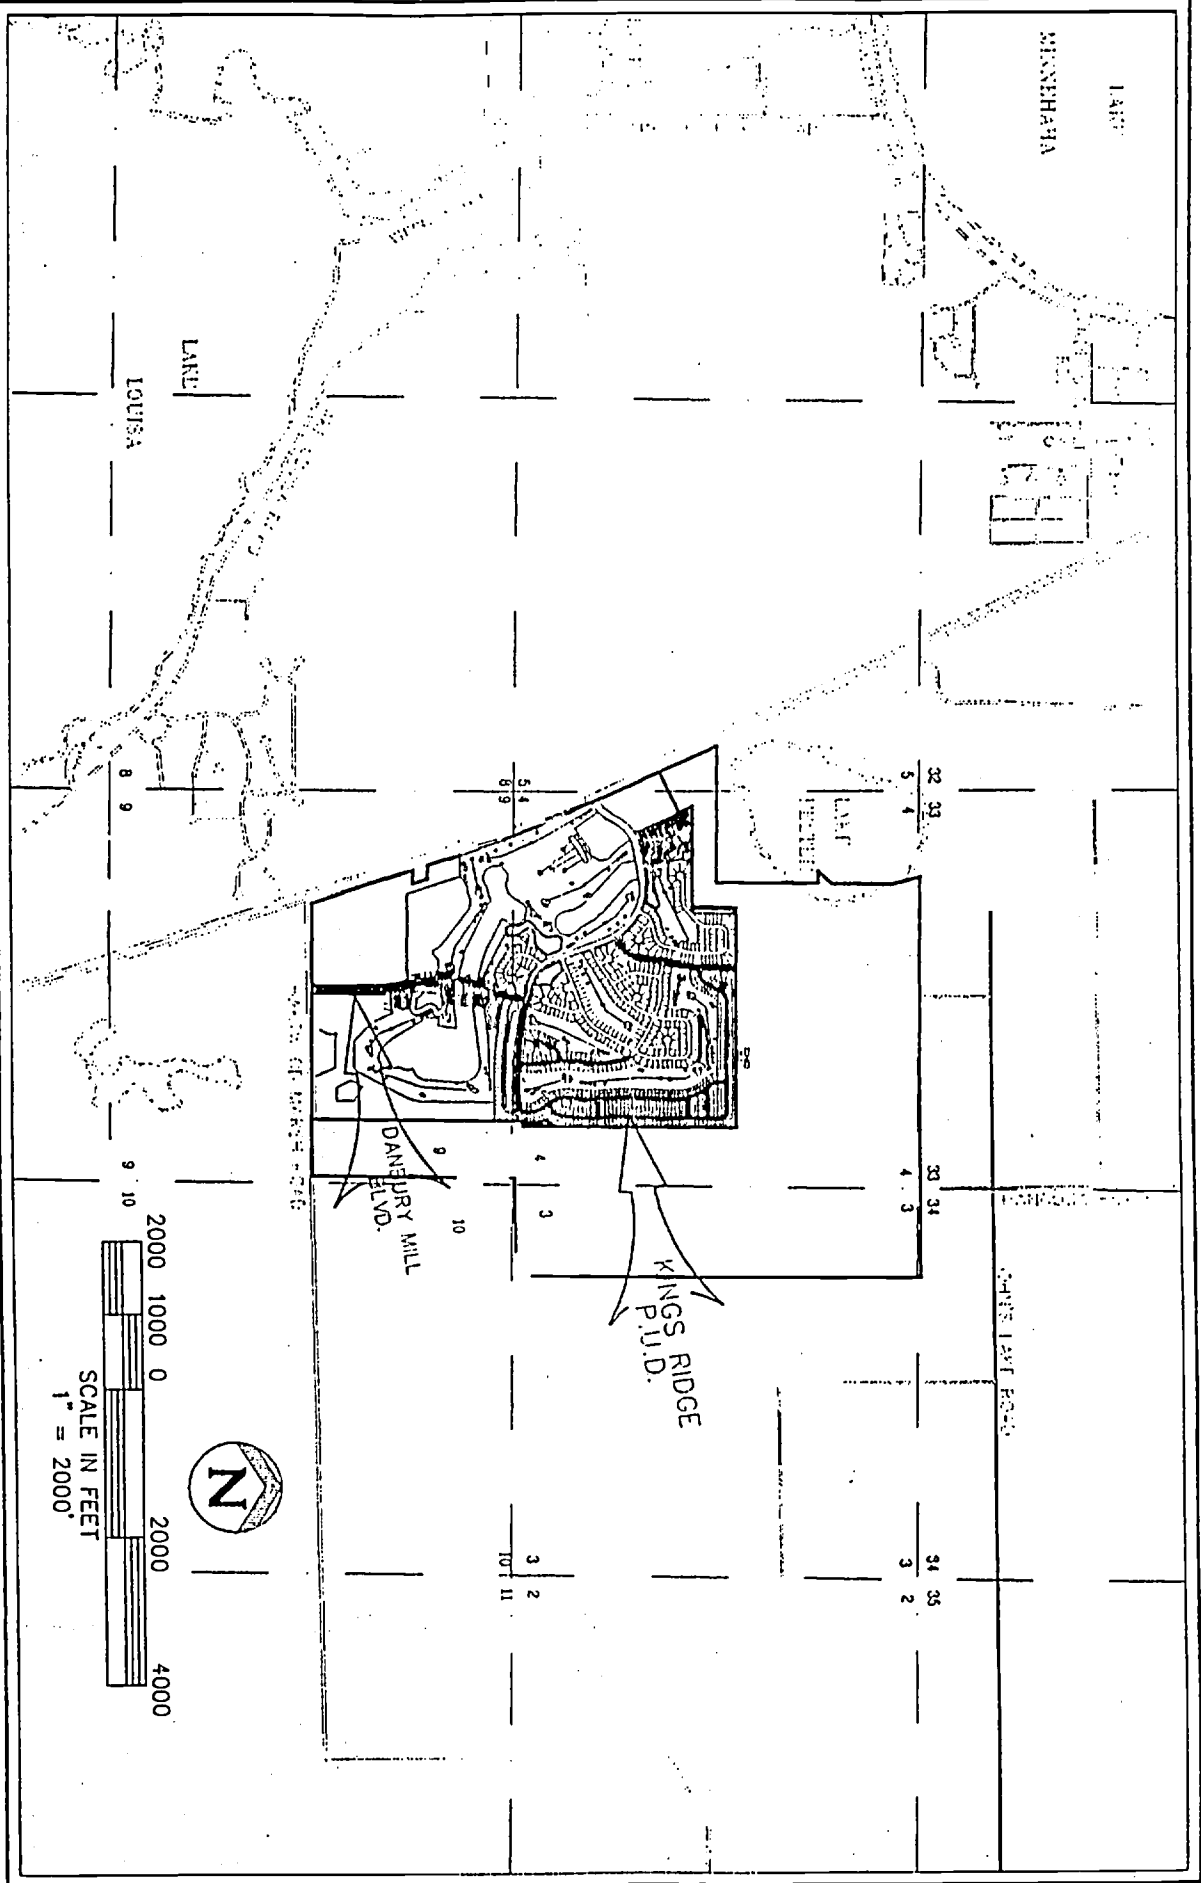 LAKE
MINNEHAHA
LAKE
LOUISA
LAKE
32 33
5 4
5 4
8 9
8 9
33 34
4 3
4
3
9
10
9 10
34 35
3 2
3 2
10 11
KINGS RIDGE
P.U.D.
DANBURY MILL
BLVD.
N
2000 1000 0 2000 4000
SCALE IN FEET
1" = 2000'